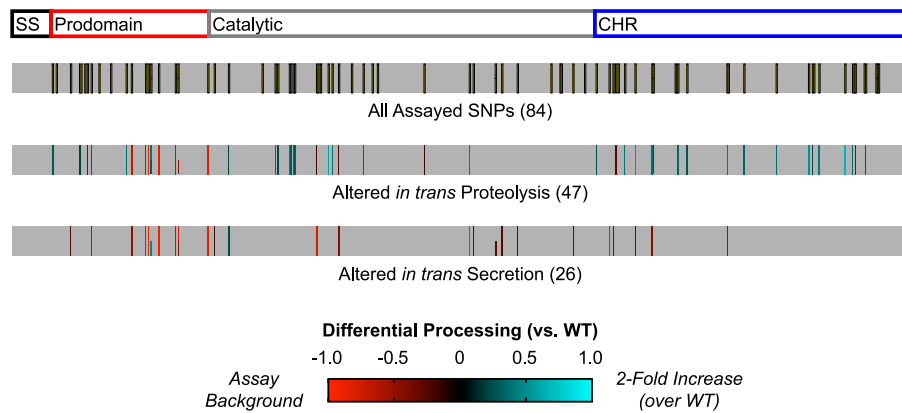 SS Prodomain Catalytic CHR
All Assayed SNPs (84)
Altered in trans Proteolysis (47)
Altered in trans Secretion (26)
Differential Processing (vs. WT)
-1.0 -0.5 0 0.5 1.0
Assay
Background
2-Fold Increase
(over WT)